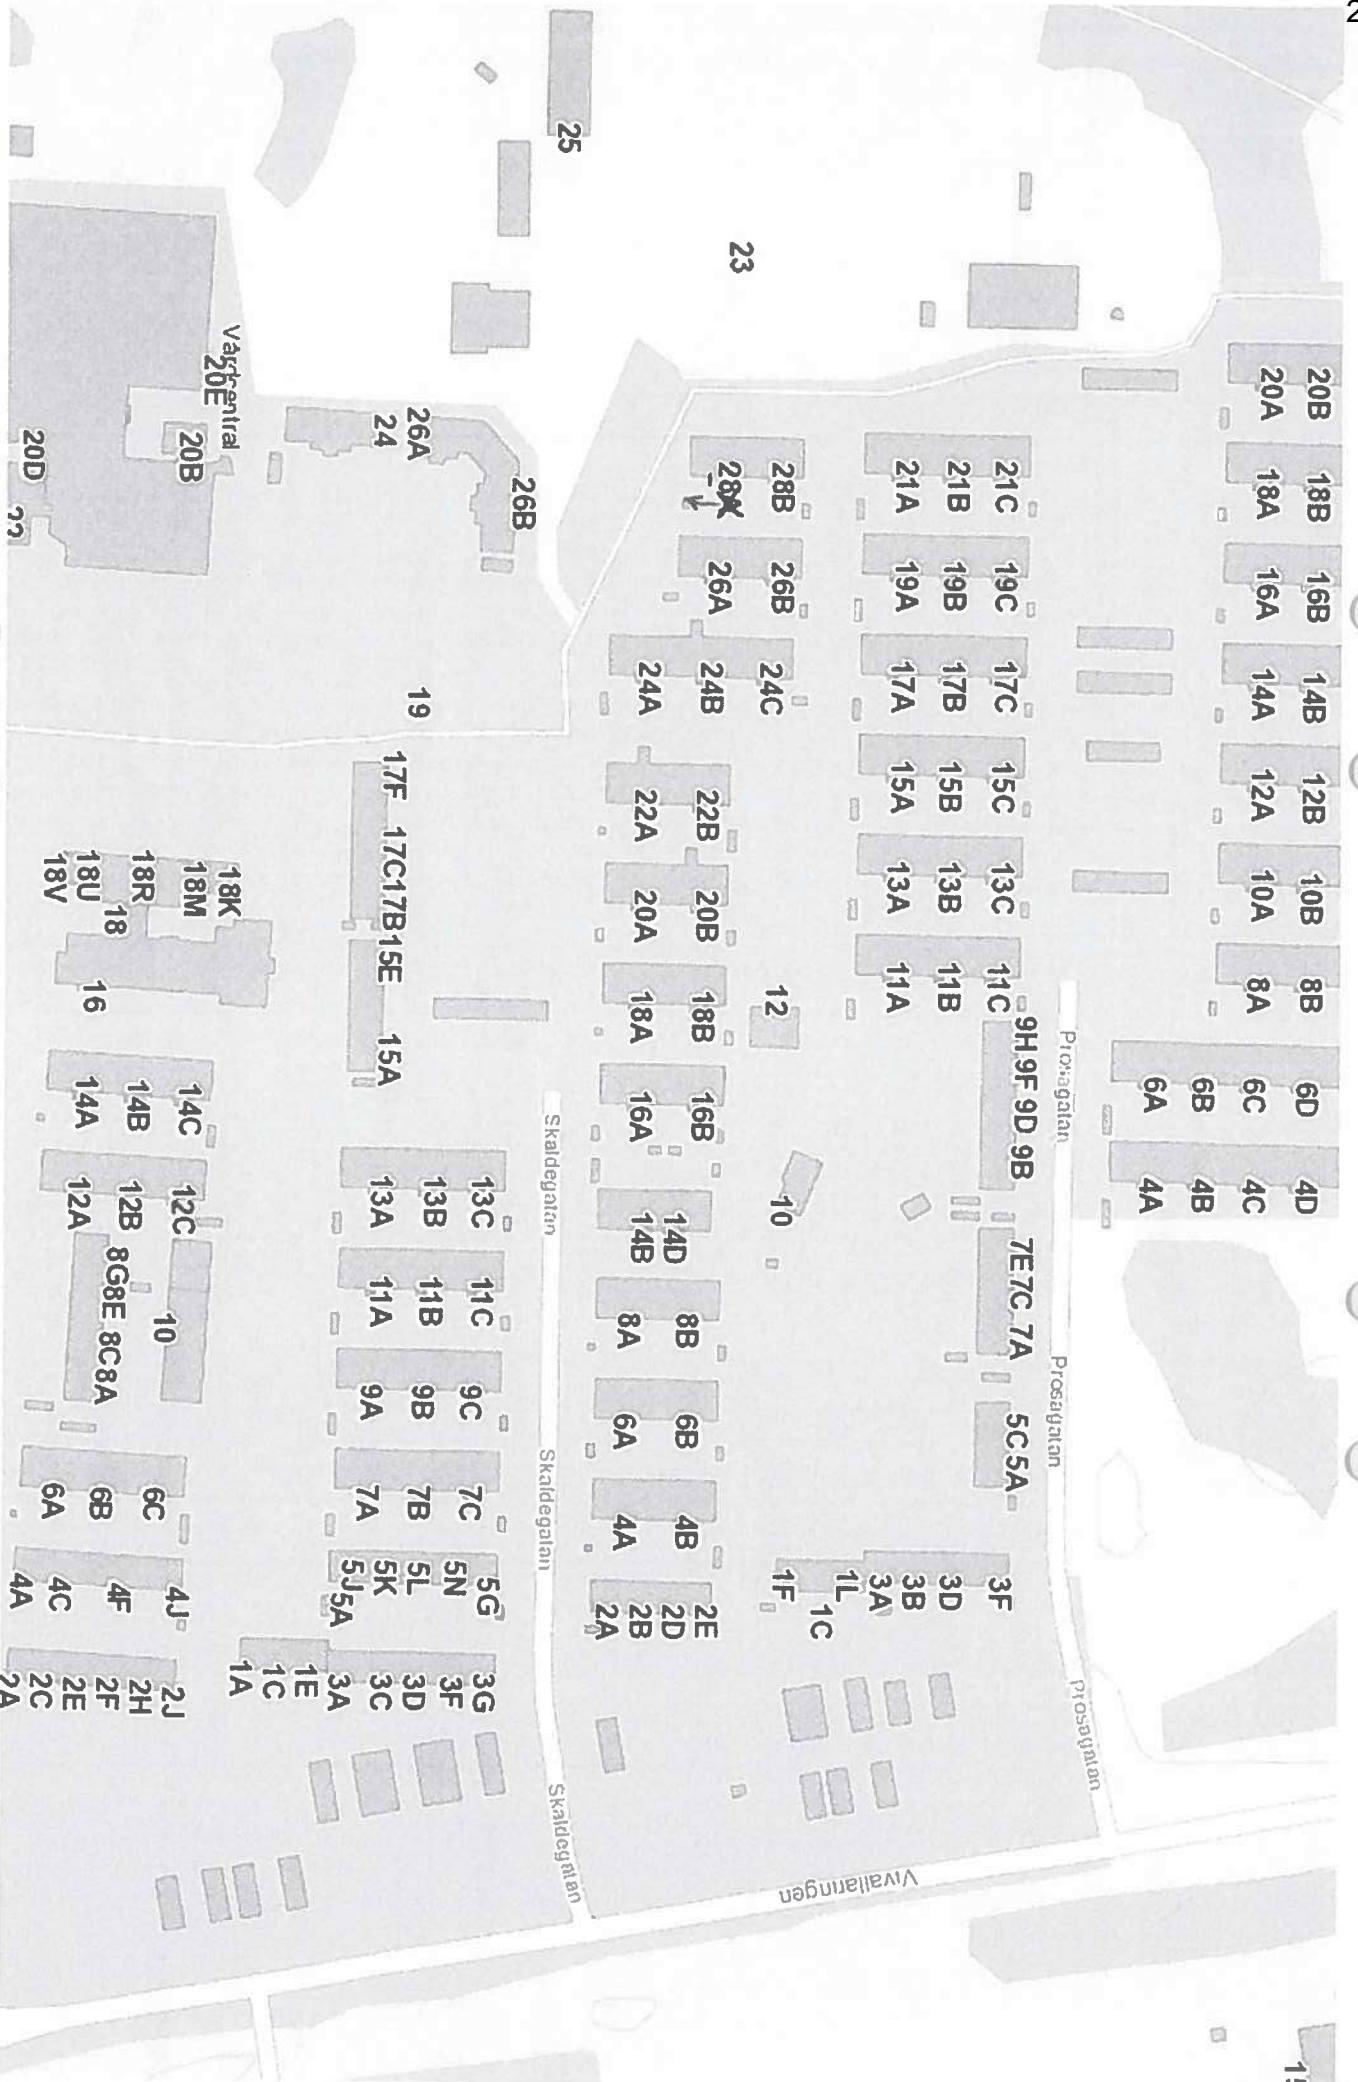 2
25
23
20B
20A
Vårdcentral
20E
20B
20D
22
24
26A
26B
28B
28A
21C
21B
21A
18B
18A
26B
26A
19C
19B
19A
16B
16A
19
24C
24B
24A
17C
17B
17A
14B
14A
17F
17C
17B
22B
22A
15C
15B
15A
12B
12A
18K
18M
18R
18U
18V
18
20B
20A
13C
13B
13A
10B
10A
15E
15A
16
18B
18A
12
11C
11B
11A
8B
8A
14C
14B
14A
16B
16A
9H
9F
9D
9B
Prosagatan
6D
6C
6B
6A
Skaldegatan
12C
12B
12A
13C
13B
13A
14D
14B
10
4D
4C
4B
4A
8G
8E
8C
8A
10
11C
11B
11A
8B
8A
7E
7C
7A
9C
9B
9A
6B
6A
5C
5A
Prosagatan
6C
6B
6A
7C
7B
7A
Skaldegatan
4B
4A
4J
4F
4C
4A
5G
5N
5L
5K
5J
5A
2E
2D
2B
2A
1F
1C
1L
3A
3B
3D
3F
2J
2H
2F
2E
2C
2A
1A
1C
1E
3A
3C
3D
3F
3G
Prosagatan
Skaldegatan
Vivallaringen